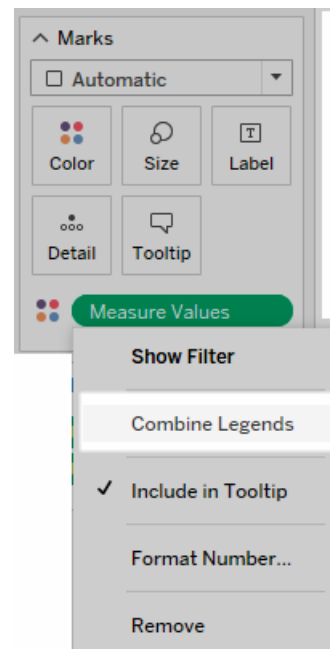 Marks
Automatic
Color Size T Label
Detail Tooltip
Measure Values
Show Filter
Combine Legends
Include in Tooltip
Format Number...
Remove